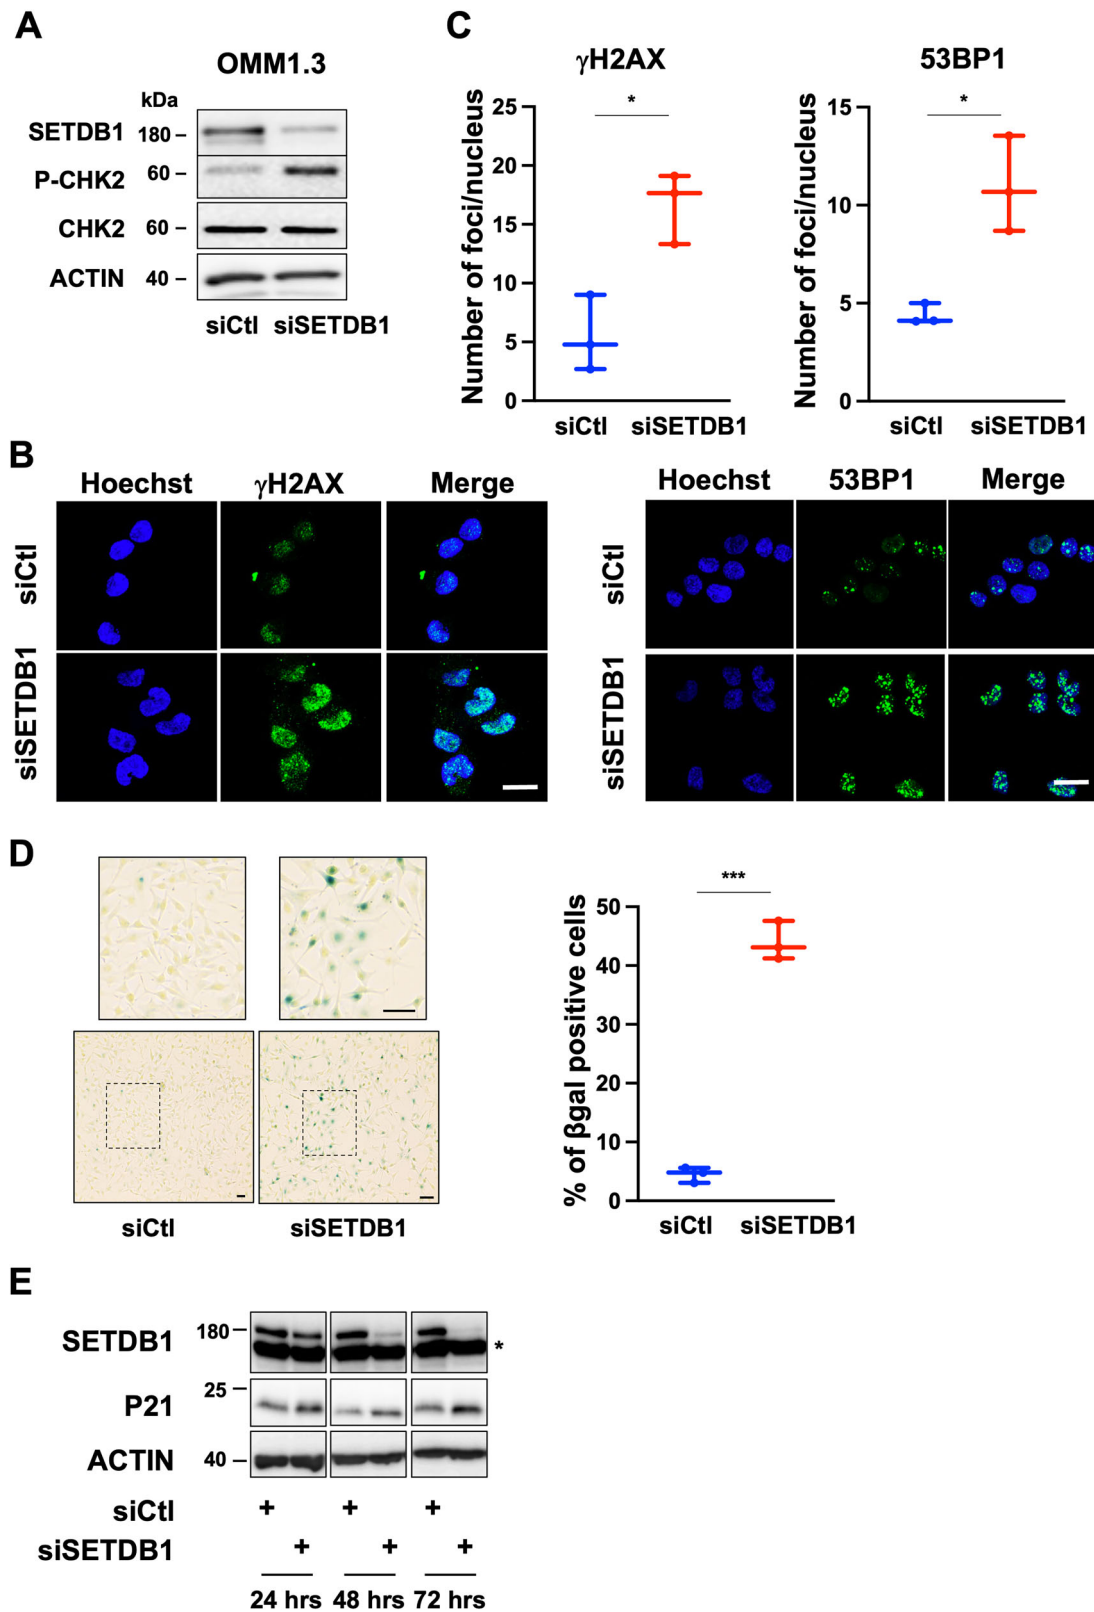 A
OMM1.3
kDa
SETDB1 180 –
P-CHK2 60 –
CHK2 60 –
ACTIN 40 –
siCtl siSETDB1
C
γH2AX
*
Number of foci/nucleus
25
20
15
10
5
0
siCtl siSETDB1
53BP1
*
Number of foci/nucleus
15
10
5
0
siCtl siSETDB1
B
Hoechst γH2AX Merge
siCtl
siSETDB1
Hoechst 53BP1 Merge
siCtl
siSETDB1
D
siCtl siSETDB1
***
% of βgal positive cells
50
40
30
20
10
0
siCtl siSETDB1
E
SETDB1 180 – *
P21 25 –
ACTIN 40 –
siCtl + + +
siSETDB1 + + +
24 hrs 48 hrs 72 hrs